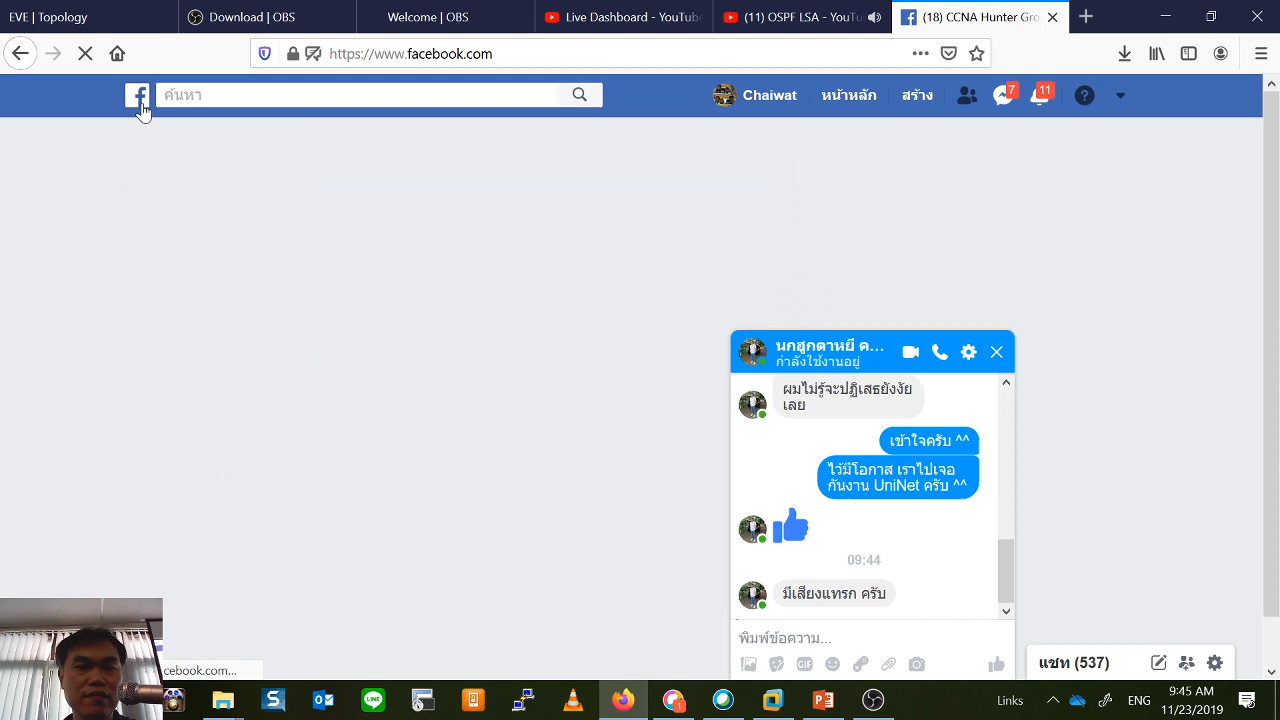 EVE | Topology
Download | OBS
Welcome | OBS
Live Dashboard - YouTube
(11) OSPF LSA - YouTu
(18) CCNA Hunter Gro
https://www.facebook.com
ค้นหา
Chaiwat
หน้าหลัก
สร้าง
7
11
นกฮูกตาหยี ค...
กำลังใช้งานอยู่
ผมไม่รู้จะปฏิเสธยังงัย
เลย
เข้าใจครับ ^^
ไว้มีโอกาส เราไปเจอ
กันงาน UniNet ครับ ^^
09:44
มีเสียงแทรก ครับ
พิมพ์ข้อความ...
GIF
แชท (537)
cebook.com...
1
Links
ENG
9:45 AM
11/23/2019